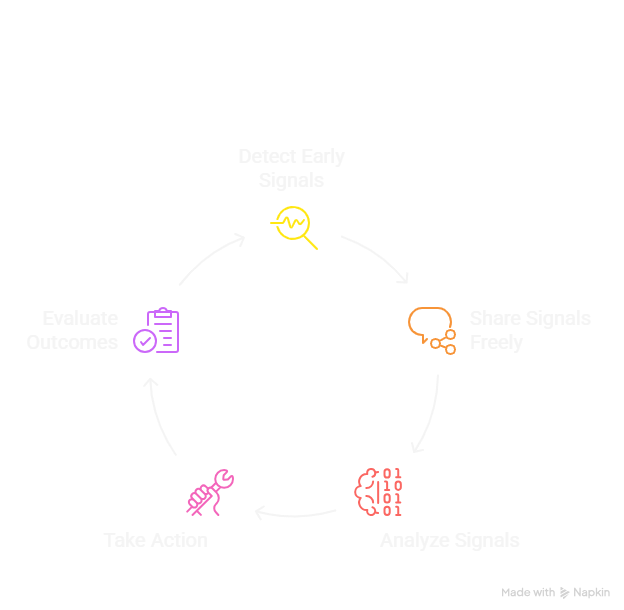 Detect Early
Signals
Evaluate
Outcomes
Share Signals
Freely
01
10
01
01
Take Action
Analyze Signals
Made with Napkin